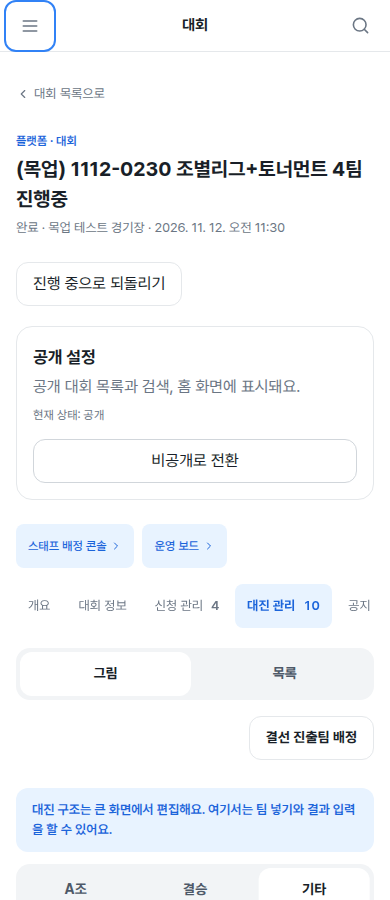 대회
대회 목록으로
플랫폼 · 대회
(목업) 1112-0230 조별리그+토너먼트 4팀
진행중
완료 · 목업 테스트 경기장 · 2026. 11. 12. 오전 11:30
진행 중으로 되돌리기
공개 설정
공개 대회 목록과 검색, 홈 화면에 표시돼요.
현재 상태: 공개
비공개로 전환
스태프 배정 콘솔
운영 보드
개요 대회 정보 신청 관리 4 대진 관리 10 공지
그림 목록
결선 진출팀 배정
대진 구조는 큰 화면에서 편집해요. 여기서는 팀 넣기와 결과 입력
을 할 수 있어요.
A조 결승 기타